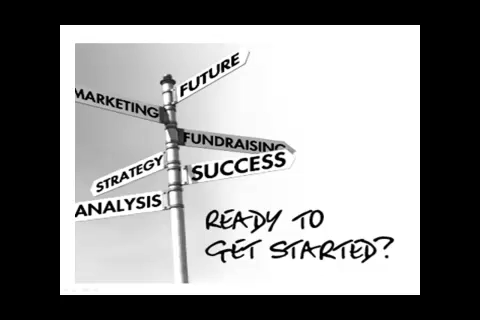 FUTURE
MARKETING
FUNDRAISING
STRATEGY
SUCCESS
ANALYSIS
READY TO
GET STARTED?